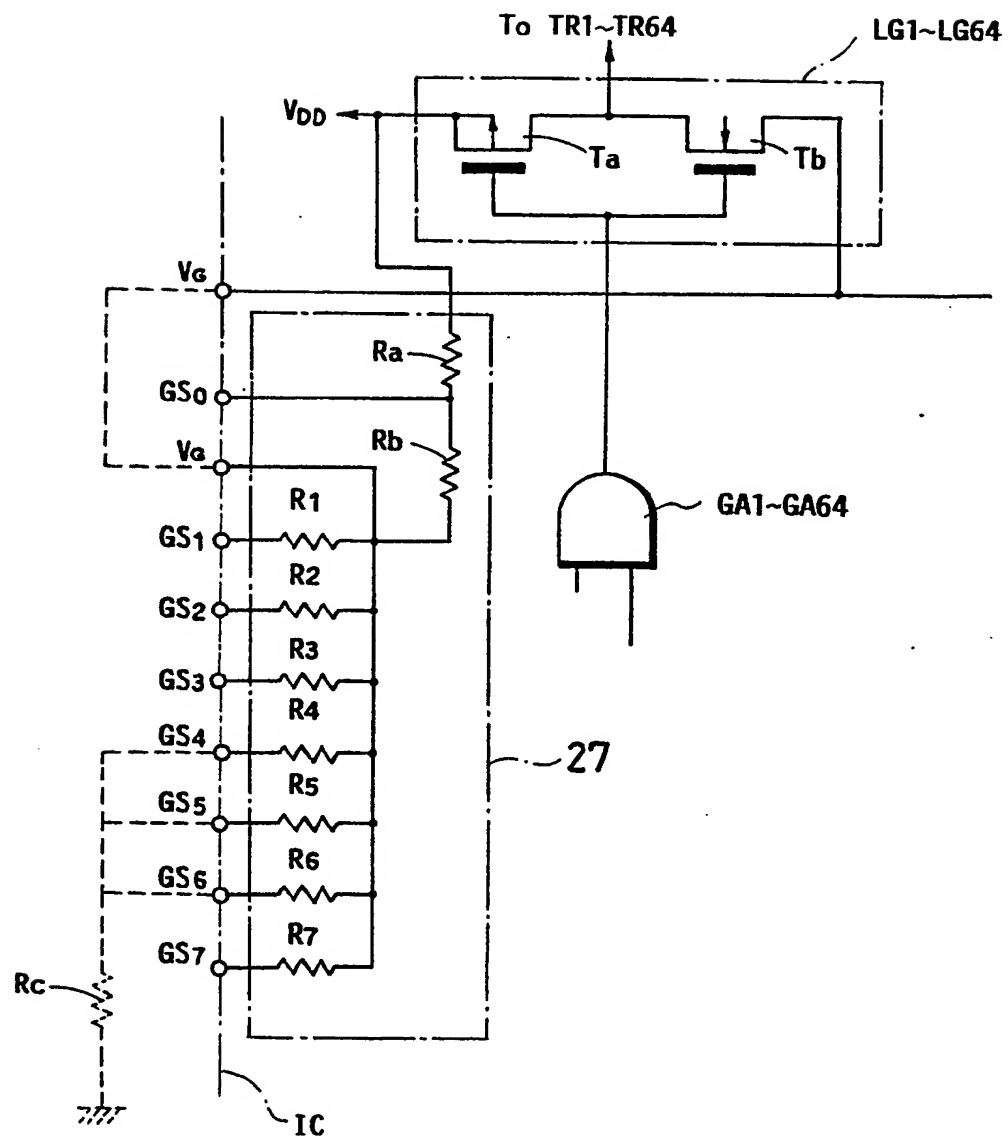 To TR1~TR64
LG1~LG64
VDD
Ta
Tb
VG
Ra
GS0
Rb
VG
R1
GA1~GA64
GS1
R2
GS2
R3
GS3
R4
GS4
27
R5
GS5
R6
GS6
R7
GS7
Rc
IC